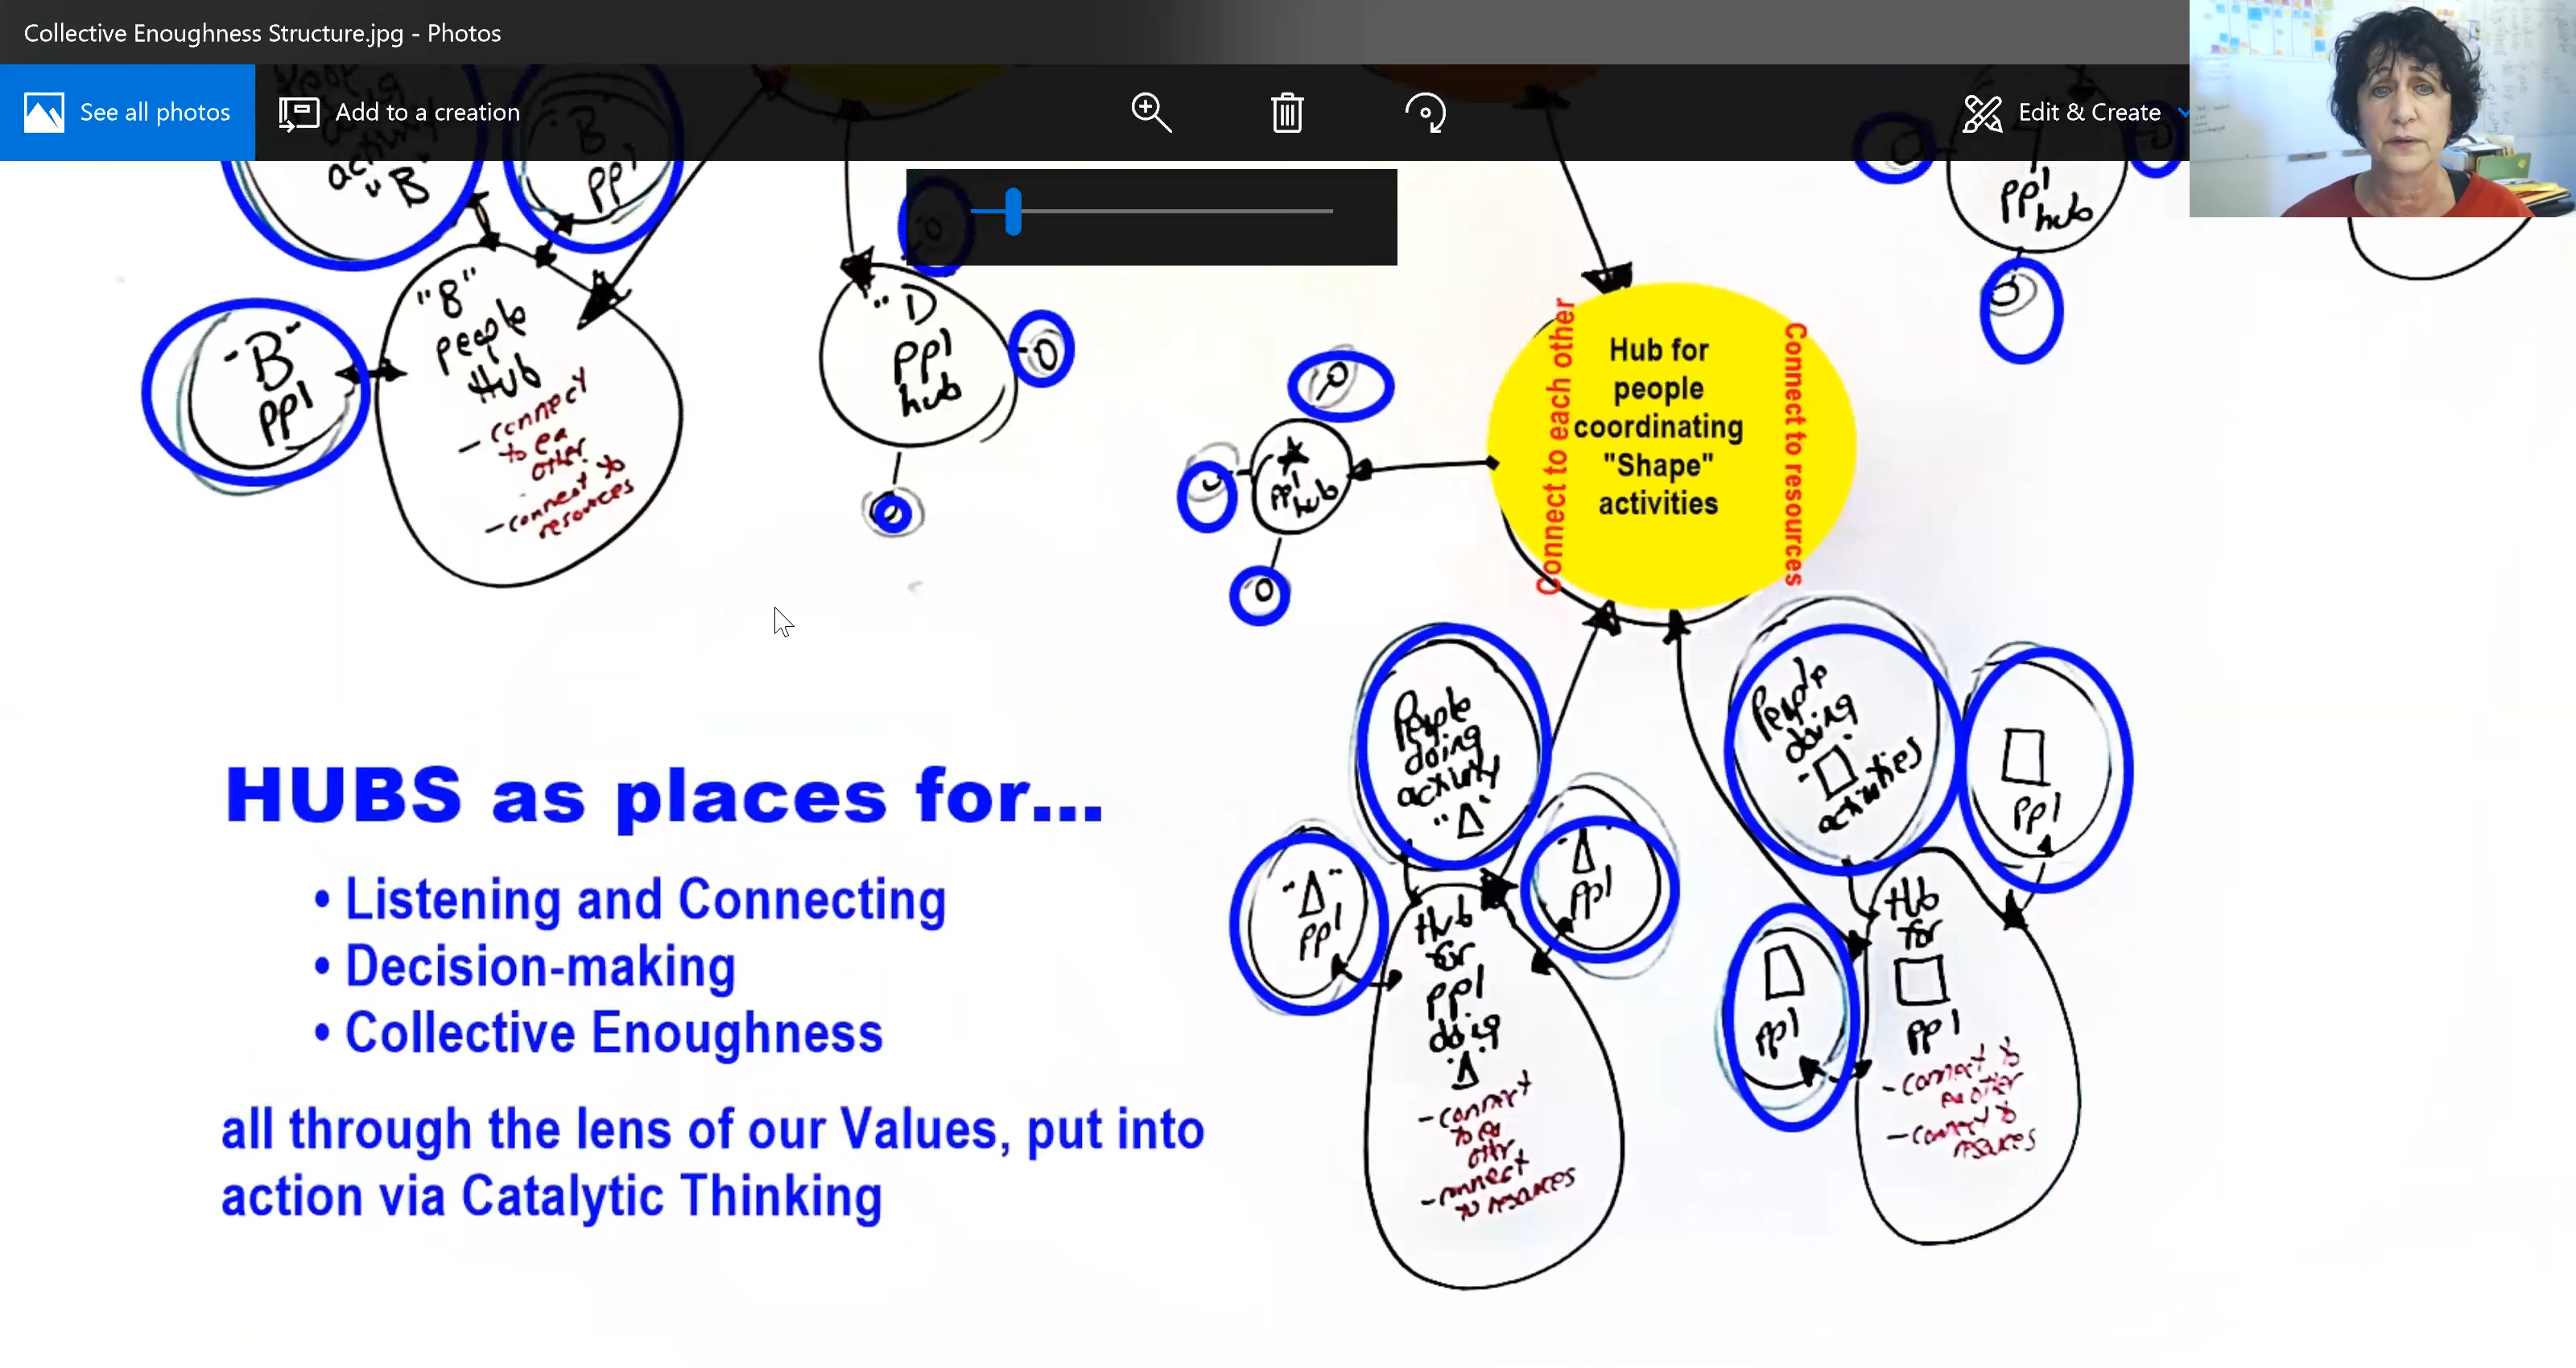 Collective Enoughness Structure.jpg - Photos
See all photos
Add to a creation
Edit & Create
activity
"B"
B
ppl
"B"
ppl
"B"
people
Hub
- connect
to ea
other
- connect to
resources
"D
ppl
hub
ppl
hub
ppl
hub
Connect to each other
Hub for
people
coordinating
"Shape"
activities
Connect to resources
People
doing
activity
"Δ"
"Δ"
ppl
Δ
ppl
Hub
for
ppl
doing
"Δ"
- connect
to ea
other
- connect
to resources
People
doing
"□"
activities
□
ppl
□
ppl
Hub
for
□
ppl
- connect to
ea other
- connect to
resources
HUBS as places for...
• Listening and Connecting
• Decision-making
• Collective Enoughness
all through the lens of our Values, put into
action via Catalytic Thinking